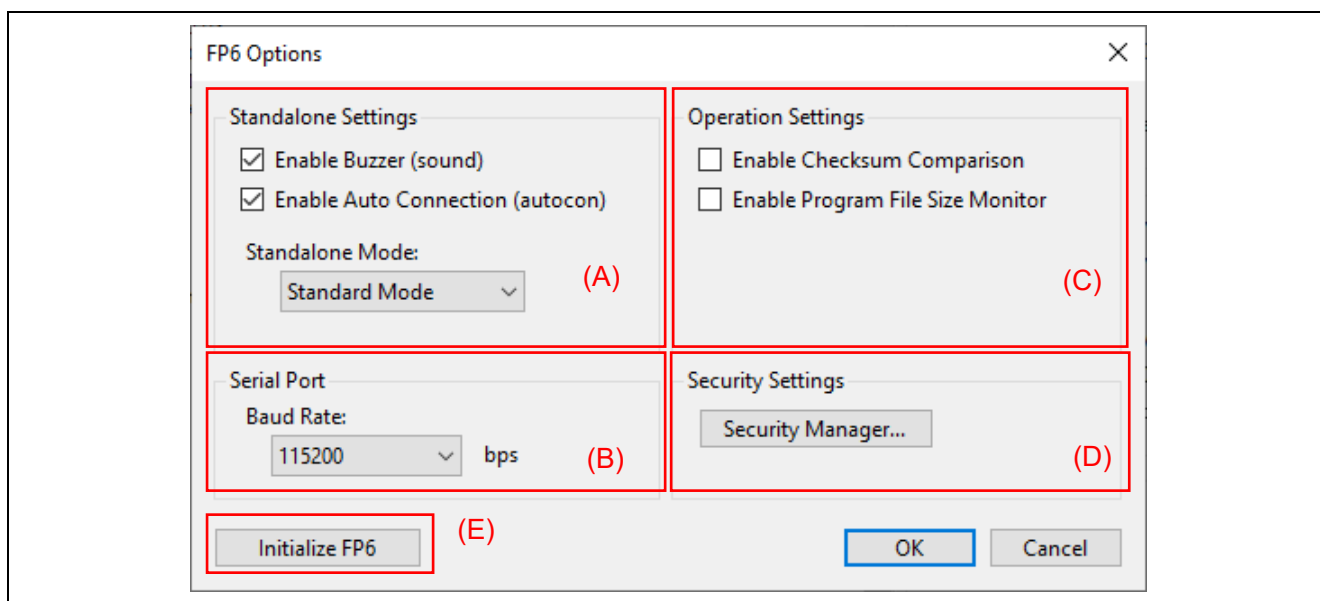 FP6 Options
Standalone Settings
Enable Buzzer (sound)
Enable Auto Connection (autocon)
Standalone Mode:
Standard Mode
(A)
Operation Settings
Enable Checksum Comparison
Enable Program File Size Monitor
(C)
Serial Port
Baud Rate:
115200 bps
(B)
Security Settings
Security Manager...
(D)
Initialize FP6
(E)
OK
Cancel